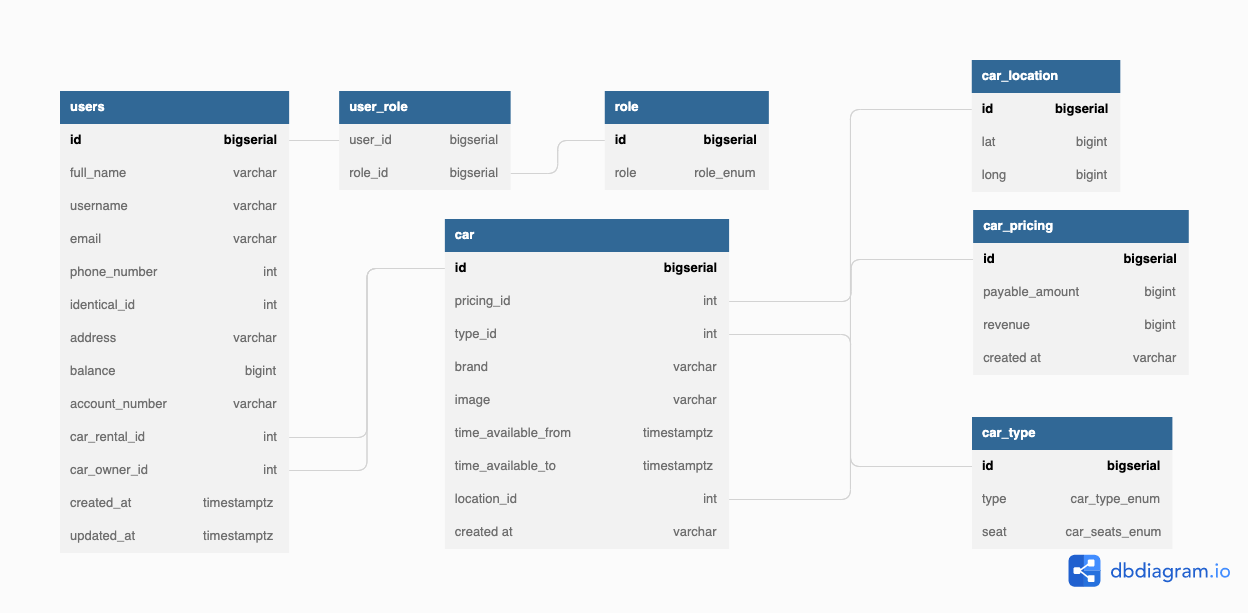 users
id bigserial
full_name varchar
username varchar
email varchar
phone_number int
identical_id int
address varchar
balance bigint
account_number varchar
car_rental_id int
car_owner_id int
created_at timestamptz
updated_at timestamptz
user_role
user_id bigserial
role_id bigserial
role
id bigserial
role role_enum
car
id bigserial
pricing_id int
type_id int
brand varchar
image varchar
time_available_from timestamptz
time_available_to timestamptz
location_id int
created at varchar
car_location
id bigserial
lat bigint
long bigint
car_pricing
id bigserial
payable_amount bigint
revenue bigint
created at varchar
car_type
id bigserial
type car_type_enum
seat car_seats_enum
dbdiagram.io